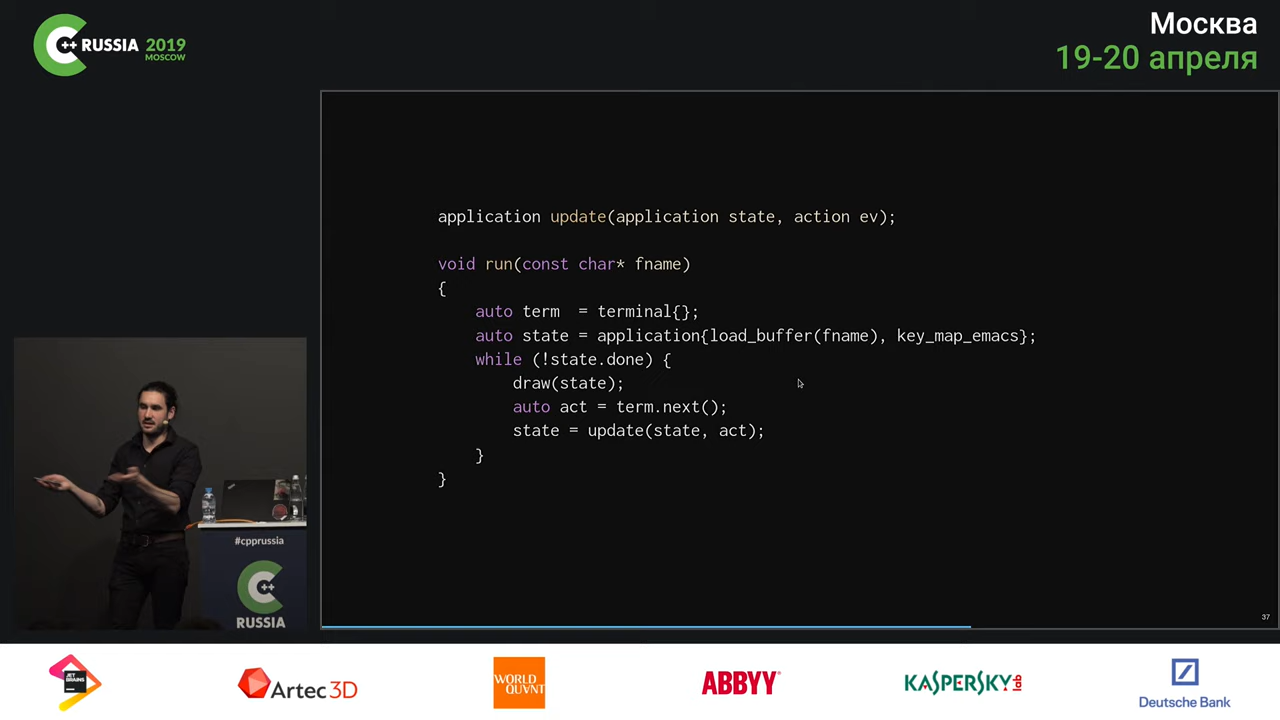 C++ RUSSIA 2019
MOSCOW
Москва
19-20 апреля
application update(application state, action ev);
void run(const char* fname)
{
auto term = terminal{};
auto state = application{load_buffer(fname), key_map_emacs};
while (!state.done) {
draw(state);
auto act = term.next();
state = update(state, act);
}
}
37
#cpprussia
C++
RUSSIA
JET BRAINS
Artec 3D
WORLD QUANT
ABBYY
KASPERSKY lab
Deutsche Bank